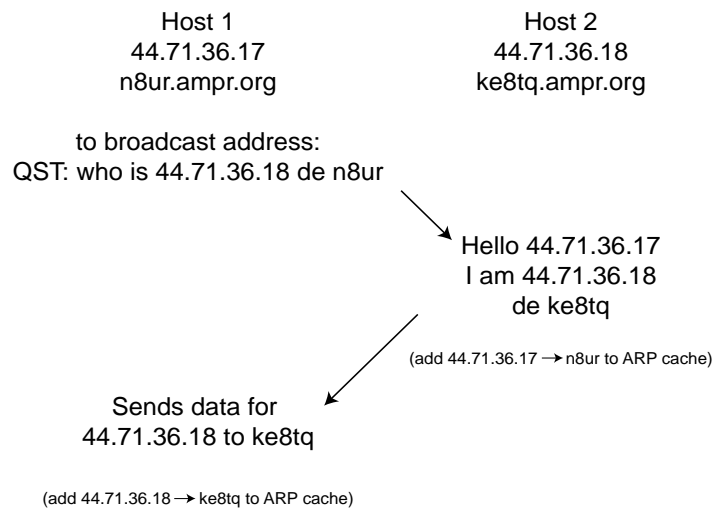 Host 1
44.71.36.17
n8ur.ampr.org
Host 2
44.71.36.18
ke8tq.ampr.org
to broadcast address:
QST: who is 44.71.36.18 de n8ur
Hello 44.71.36.17
I am 44.71.36.18
de ke8tq
(add 44.71.36.17 → n8ur to ARP cache)
Sends data for
44.71.36.18 to ke8tq
(add 44.71.36.18 → ke8tq to ARP cache)